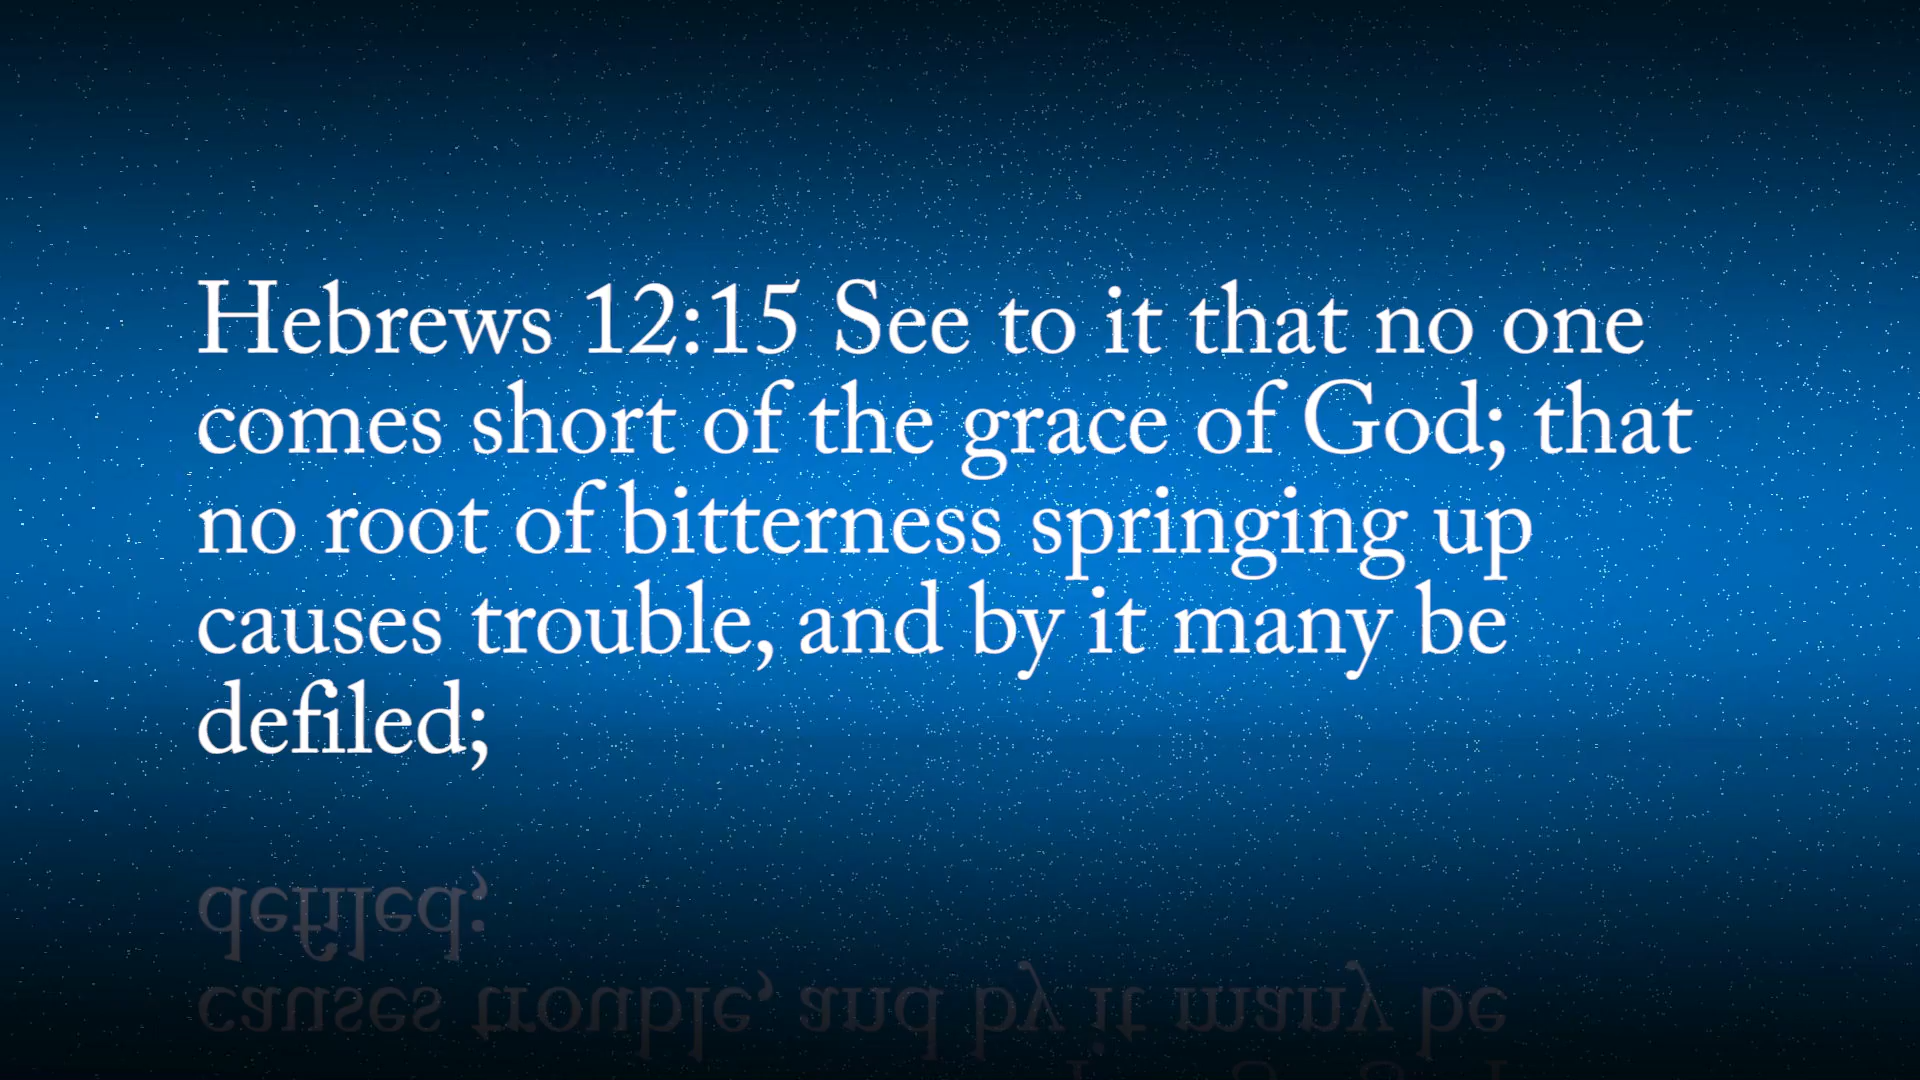 Hebrews 12:15 See to it that no one
comes short of the grace of God; that
no root of bitterness springing up
causes trouble, and by it many be
defiled;